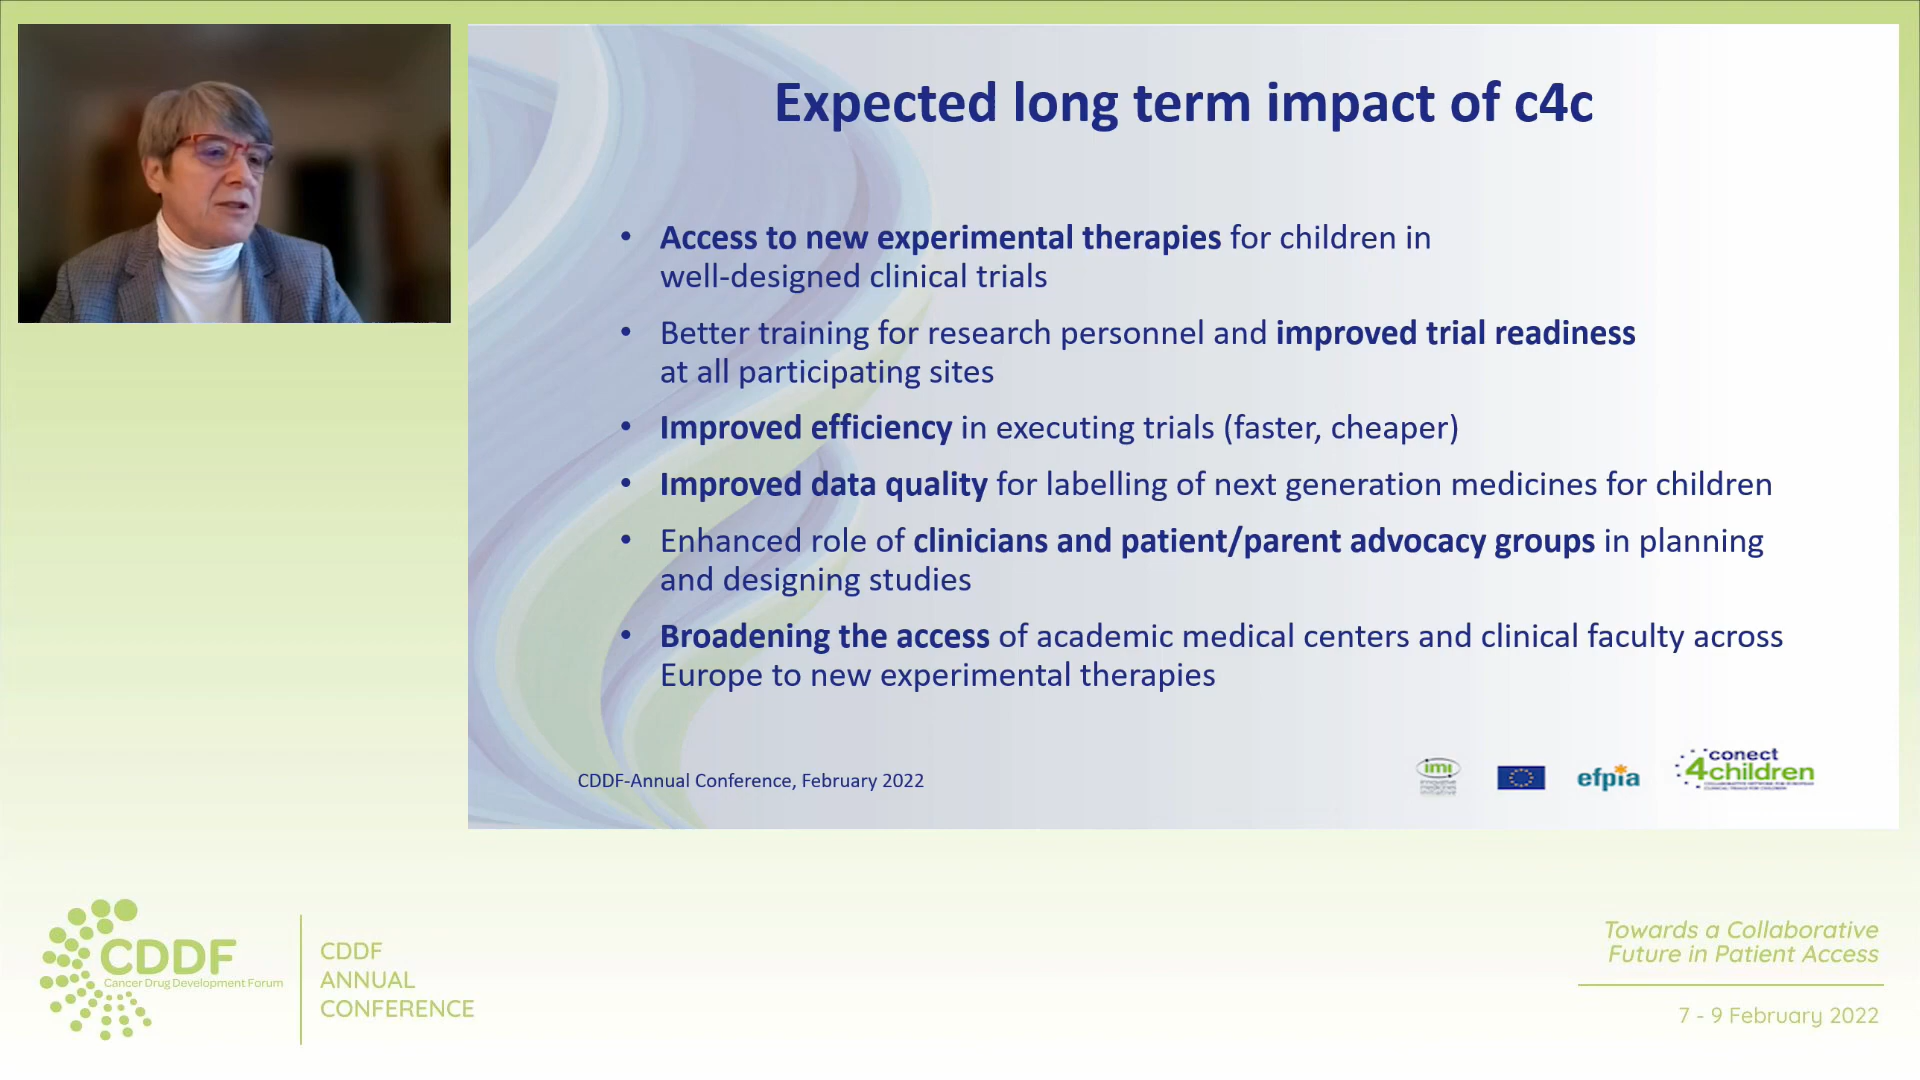 Expected long term impact of c4c
• Access to new experimental therapies for children in
well-designed clinical trials
• Better training for research personnel and improved trial readiness
at all participating sites
• Improved efficiency in executing trials (faster, cheaper)
• Improved data quality for labelling of next generation medicines for children
• Enhanced role of clinicians and patient/parent advocacy groups in planning
and designing studies
• Broadening the access of academic medical centers and clinical faculty across
Europe to new experimental therapies
CDDF-Annual Conference, February 2022
imi
innovative
medicines
initiative
efpia
conect
4children
CDDF
Cancer Drug Development Forum
CDDF
ANNUAL
CONFERENCE
Towards a Collaborative
Future in Patient Access
7 - 9 February 2022